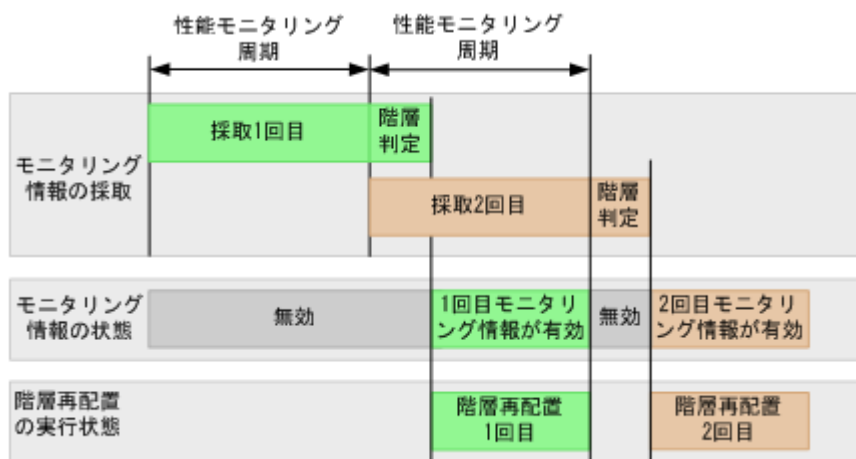 性能モニタリング
周期
性能モニタリング
周期
モニタリング
情報の採取
採取1回目
階層
判定
採取2回目
階層
判定
モニタリング
情報の状態
無効
1回目モニタリ
ング情報が有効
無効
2回目モニタリ
ング情報が有効
階層再配置
の実行状態
階層再配置
1回目
階層再配置
2回目